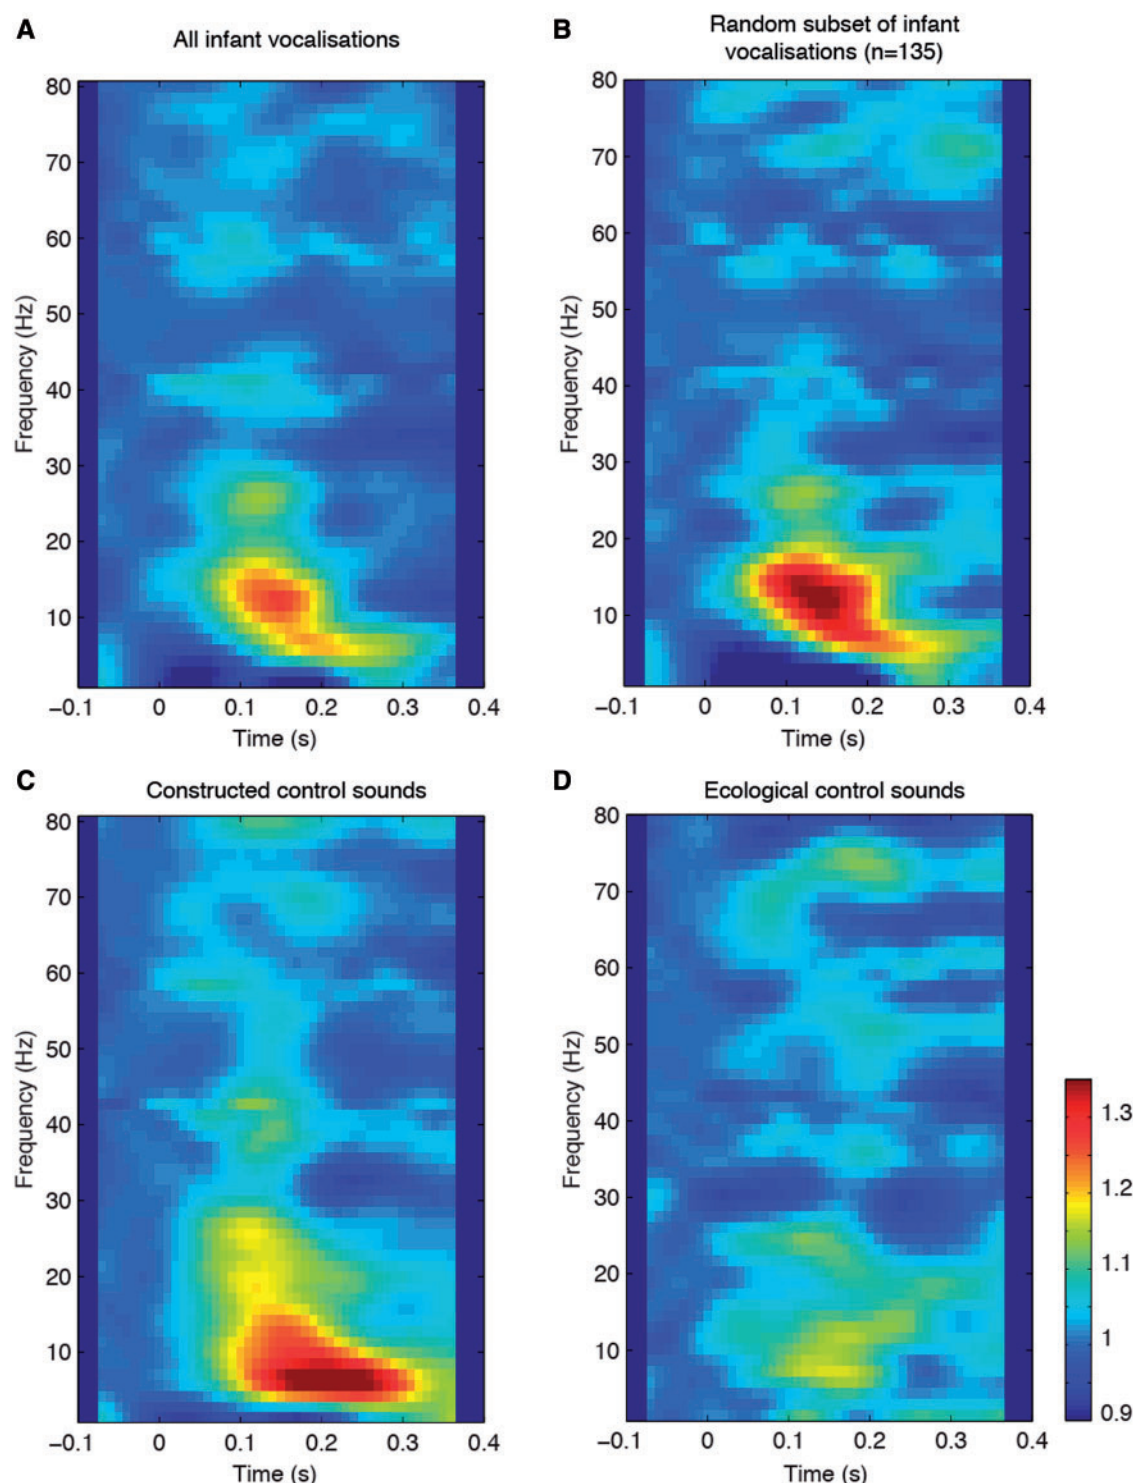 A
All infant vocalisations
80
70
60
50
40
30
20
10
Frequency (Hz)
−0.1 0 0.1 0.2 0.3 0.4
Time (s)
B
Random subset of infant
vocalisations (n=135)
80
70
60
50
40
30
20
10
Frequency (Hz)
−0.1 0 0.1 0.2 0.3 0.4
Time (s)
C
Constructed control sounds
80
70
60
50
40
30
20
10
Frequency (Hz)
−0.1 0 0.1 0.2 0.3 0.4
Time (s)
D
Ecological control sounds
80
70
60
50
40
30
20
10
Frequency (Hz)
−0.1 0 0.1 0.2 0.3 0.4
Time (s)
1.3
1.2
1.1
1
0.9